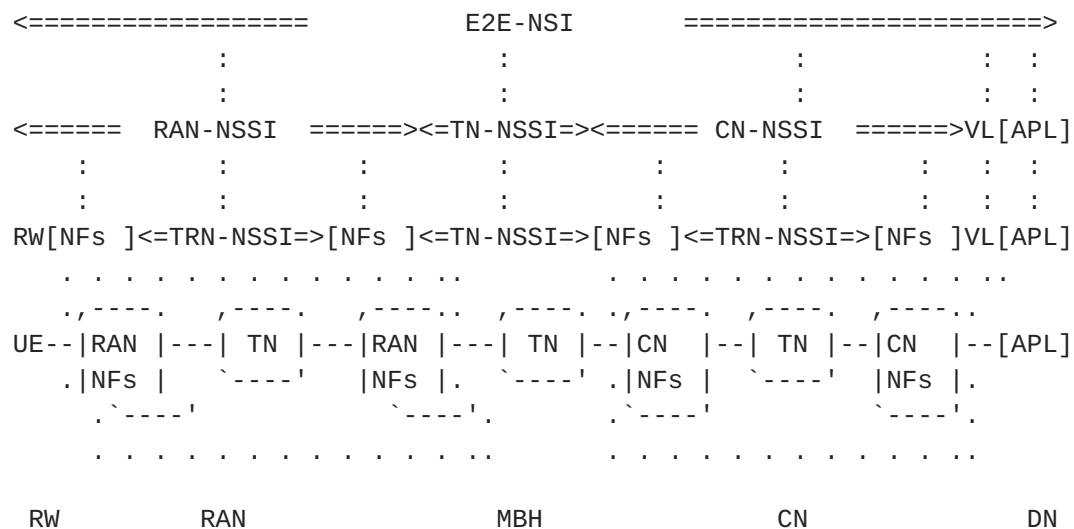 <================== E2E-NSI =======================>
: : : : :
: : : : :
<====== RAN-NSSI ======><=TN-NSSI=><====== CN-NSSI ======>VL[APL]
: : : : : : : : :
: : : : : : : : :
RW[NFs ]<=TRN-NSSI=>[NFs ]<=TN-NSSI=>[NFs ]<=TRN-NSSI=>[NFs ]VL[APL]
. . . . . . . . . . . . . .. . . . . . . . . . . . . ..
.,----. ,----. ,----.. ,----. .,----. ,----. ,----..
UE--|RAN |---| TN |---|RAN |---| TN |--|CN |--| TN |--|CN |--[APL]
.|NFs | `----' |NFs |. `----' .|NFs | `----' |NFs |.
.`----' `----'. .`----' `----'.
. . . . . . . . . . . . . .. . . . . . . . . . . . ..
RW RAN MBH CN DN